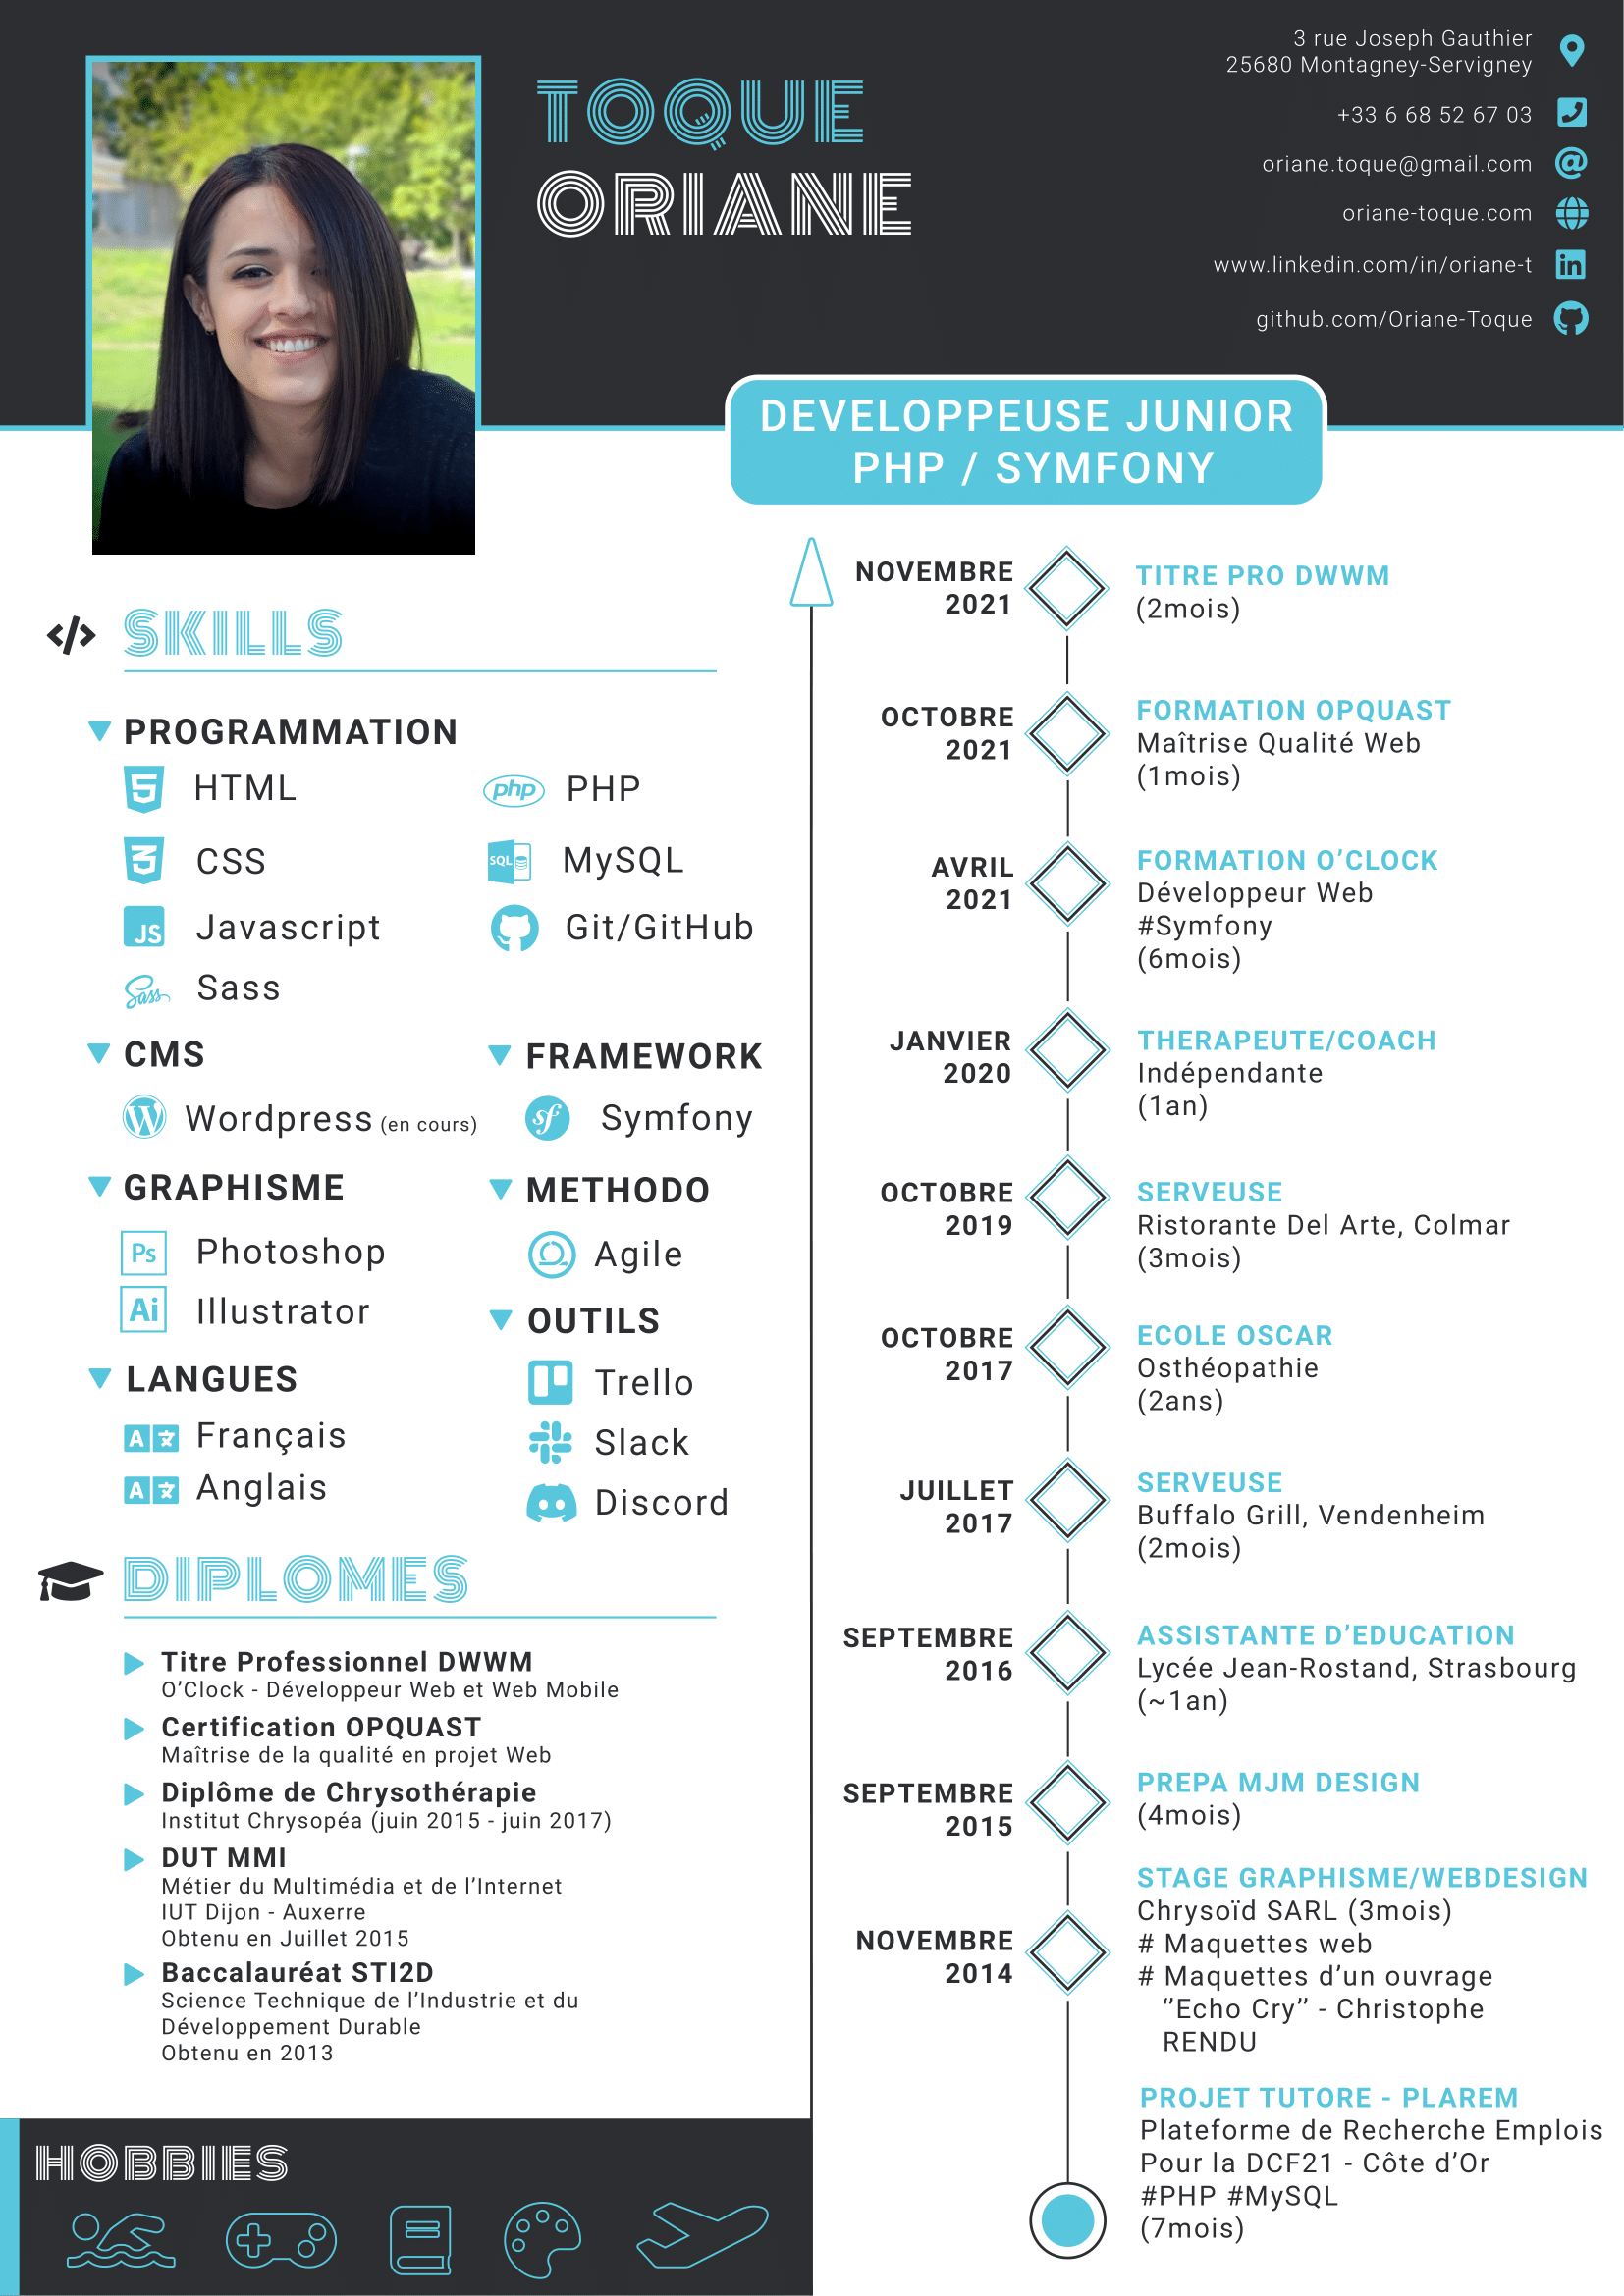 TOQUE
ORIANE
3 rue Joseph Gauthier
25680 Montagney-Servigney
+33 6 68 52 67 03
oriane.toque@gmail.com
oriane-toque.com
www.linkedin.com/in/oriane-t
github.com/Oriane-Toque
DEVELOPPEUSE JUNIOR
PHP / SYMFONY
SKILLS
PROGRAMMATION
HTML
php PHP
CSS
SQL MySQL
JS Javascript
Git/GitHub
Sass Sass
CMS
Wordpress (en cours)
FRAMEWORK
sf Symfony
GRAPHISME
Ps Photoshop
Ai Illustrator
METHODO
Agile
OUTILS
Trello
Slack
Discord
LANGUES
A Français
A Anglais
DIPLOMES
Titre Professionnel DWWM
O’Clock - Développeur Web et Web Mobile
Certification OPQUAST
Maîtrise de la qualité en projet Web
Diplôme de Chrysothérapie
Institut Chrysopéa (juin 2015 - juin 2017)
DUT MMI
Métier du Multimédia et de l’Internet
IUT Dijon - Auxerre
Obtenu en Juillet 2015
Baccalauréat STI2D
Science Technique de l’Industrie et du
Développement Durable
Obtenu en 2013
HOBBIES
NOVEMBRE
2021
TITRE PRO DWWM
(2mois)
OCTOBRE
2021
FORMATION OPQUAST
Maîtrise Qualité Web
(1mois)
AVRIL
2021
FORMATION O’CLOCK
Développeur Web
#Symfony
(6mois)
JANVIER
2020
THERAPEUTE/COACH
Indépendante
(1an)
OCTOBRE
2019
SERVEUSE
Ristorante Del Arte, Colmar
(3mois)
OCTOBRE
2017
ECOLE OSCAR
Osthéopathie
(2ans)
JUILLET
2017
SERVEUSE
Buffalo Grill, Vendenheim
(2mois)
SEPTEMBRE
2016
ASSISTANTE D’EDUCATION
Lycée Jean-Rostand, Strasbourg
(~1an)
SEPTEMBRE
2015
PREPA MJM DESIGN
(4mois)
NOVEMBRE
2014
STAGE GRAPHISME/WEBDESIGN
Chrysoïd SARL (3mois)
# Maquettes web
# Maquettes d’un ouvrage
‘’Echo Cry’’ - Christophe
RENDU
PROJET TUTORE - PLAREM
Plateforme de Recherche Emplois
Pour la DCF21 - Côte d’Or
#PHP #MySQL
(7mois)